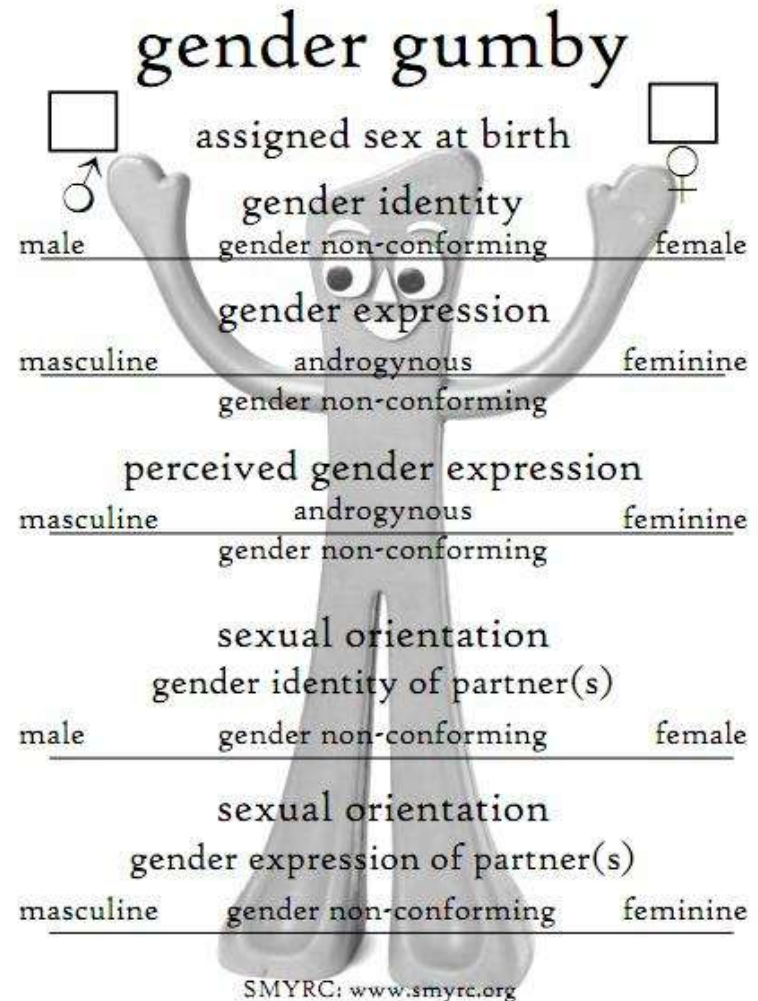 gender gumby
assigned sex at birth
♂ ♀
gender identity
male gender non-conforming female
gender expression
masculine androgynous feminine
gender non-conforming
perceived gender expression
androgynous
masculine feminine
gender non-conforming
sexual orientation
gender identity of partner(s)
male gender non-conforming female
sexual orientation
gender expression of partner(s)
masculine gender non-conforming feminine
SMYRC: www.smyrc.org